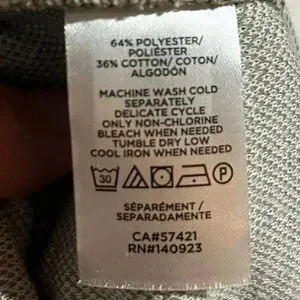 64% POLYESTER/
POLIÉSTER
36% COTTON/ COTON/
ALGODÓN
MACHINE WASH COLD
SEPARATELY
DELICATE CYCLE
ONLY NON-CHLORINE
BLEACH WHEN NEEDED
TUMBLE DRY LOW
COOL IRON WHEN NEEDED
30 P
SÉPARÉMENT /
SEPARADAMENTE
CA#57421
RN#140923